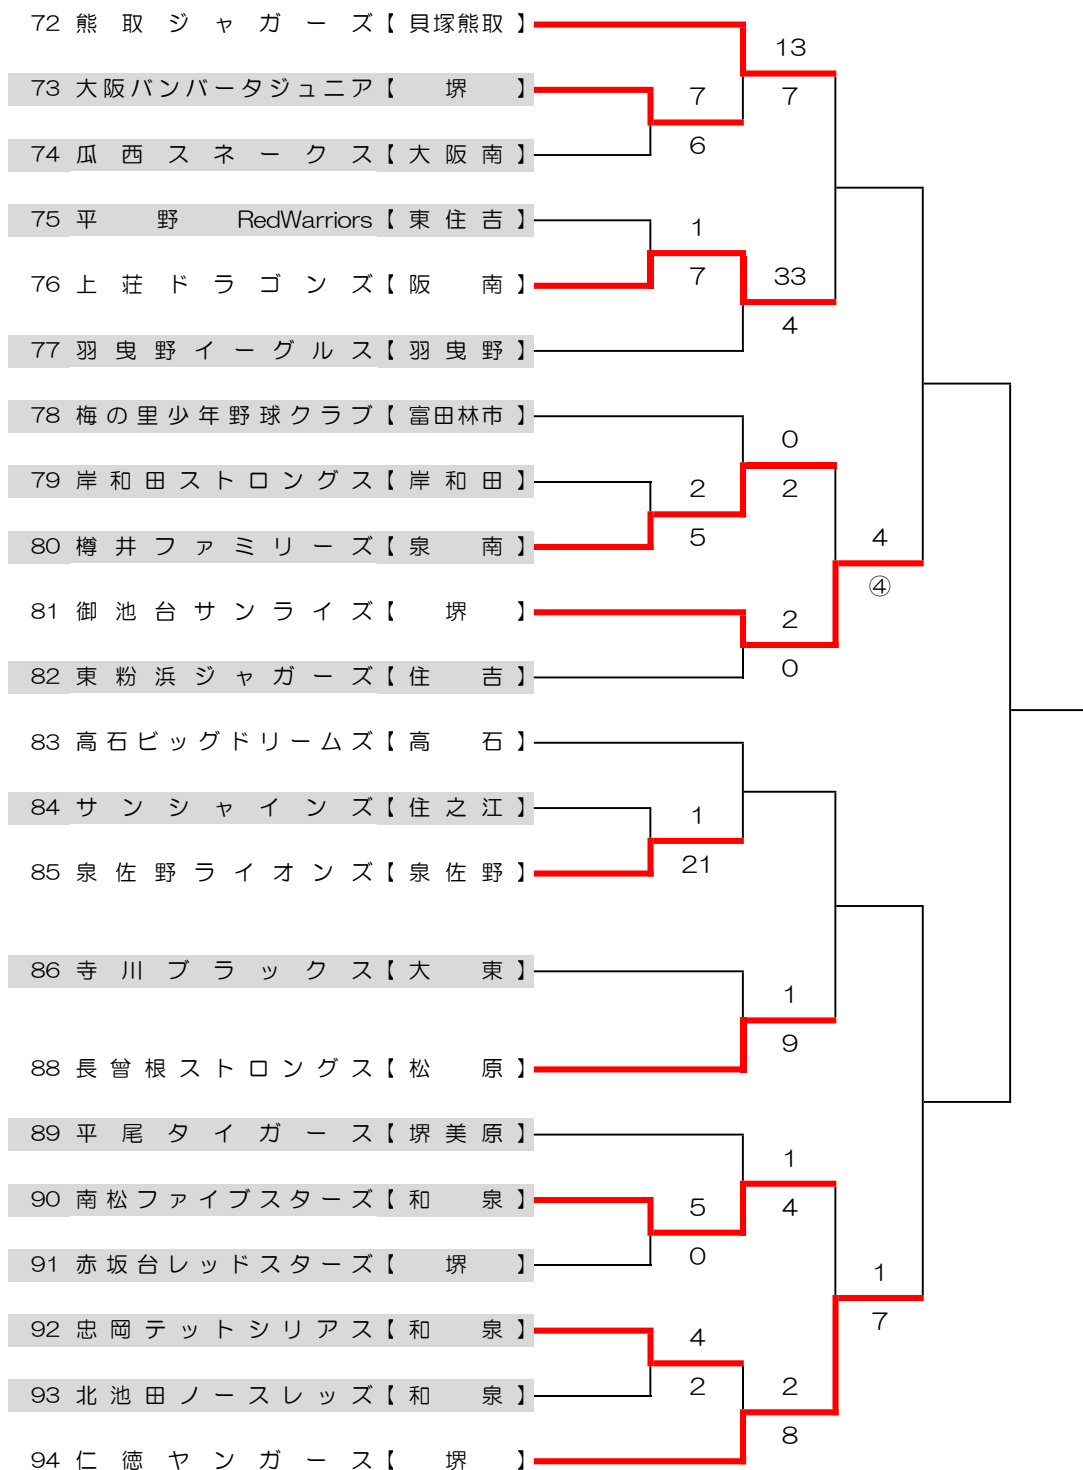 72 熊取ジャガーズ【貝塚熊取】
13
73 大阪バンバータジュニア【堺】
7
7
74 瓜西スネークス【大阪南】
6
75 平野 RedWarriors【東住吉】
1
76 上荘ドラゴンズ【阪南】
7
33
4
77 羽曳野イーグルス【羽曳野】
78 梅の里少年野球クラブ【富田林市】
0
79 岸和田ストロングス【岸和田】
2
2
80 樽井ファミリーズ【泉南】
5
4
④
81 御池台サンライズ【堺】
2
82 東粉浜ジャガーズ【住吉】
0
83 高石ビッグドリームズ【高石】
84 サンシャインズ【住之江】
1
85 泉佐野ライオンズ【泉佐野】
21
86 寺川ブラックス【大東】
1
9
88 長曾根ストロングス【松原】
89 平尾タイガース【堺美原】
1
90 南松ファイブスターズ【和泉】
5
4
91 赤坂台レッドスターズ【堺】
0
1
7
92 忠岡テットシリアス【和泉】
4
93 北池田ノースレッズ【和泉】
2
2
8
94 仁徳ヤンガース【堺】